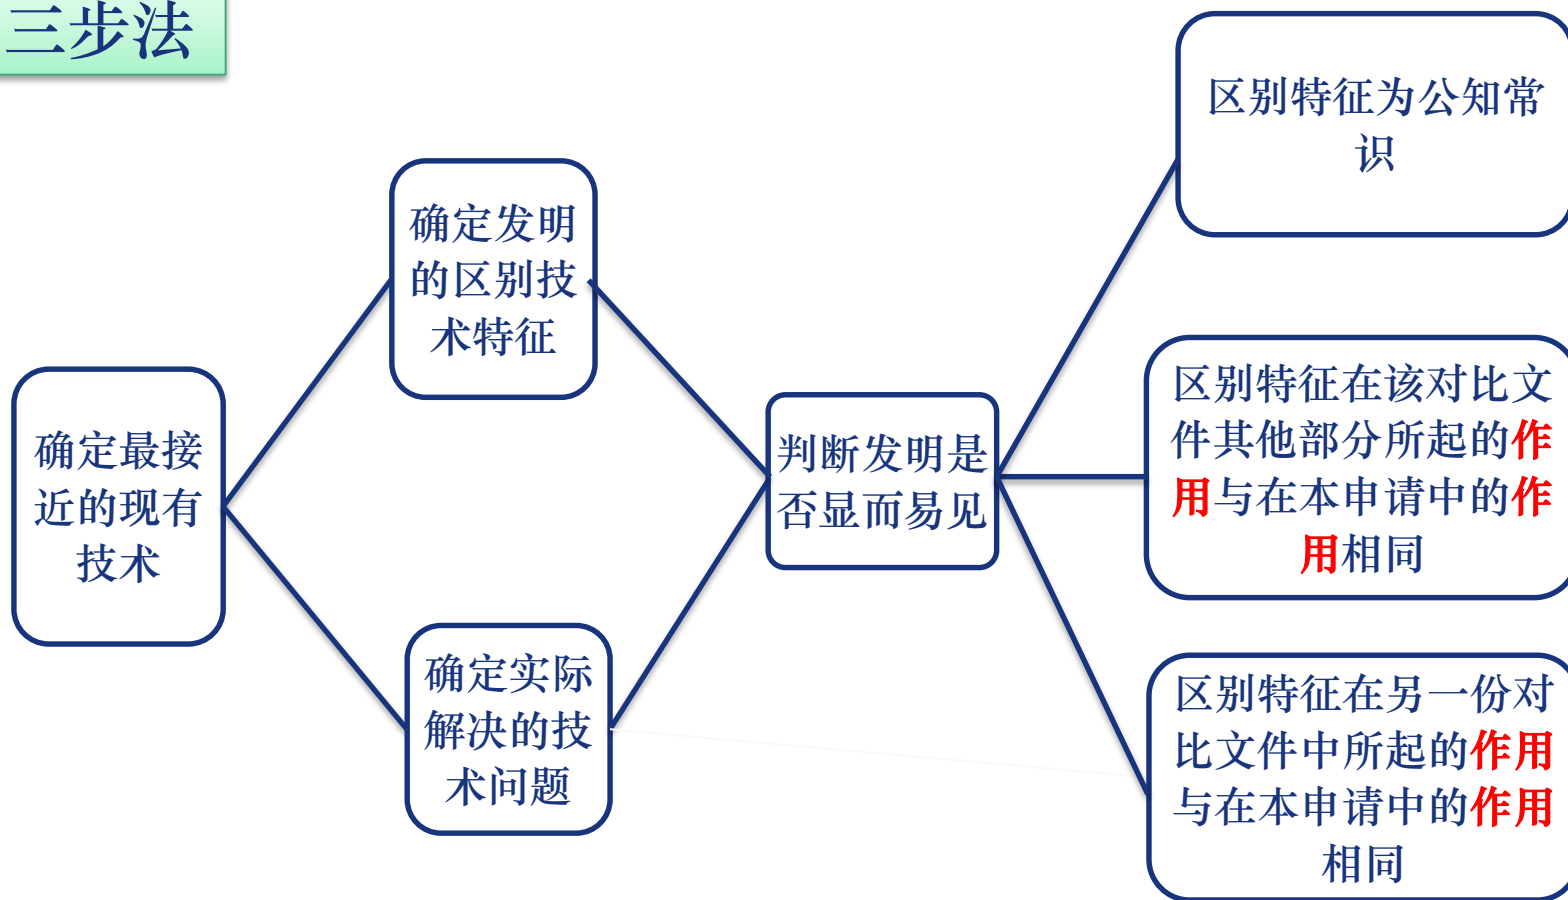 三步法
确定最接
近的现有
技术
确定发明
的区别技
术特征
确定实际
解决的技
术问题
判断发明是
否显而易见
区别特征为公知常
识
区别特征在该对比文
件其他部分所起的作
用与在本申请中的作
用相同
区别特征在另一份对
比文件中所起的作用
与在本申请中的作用
相同